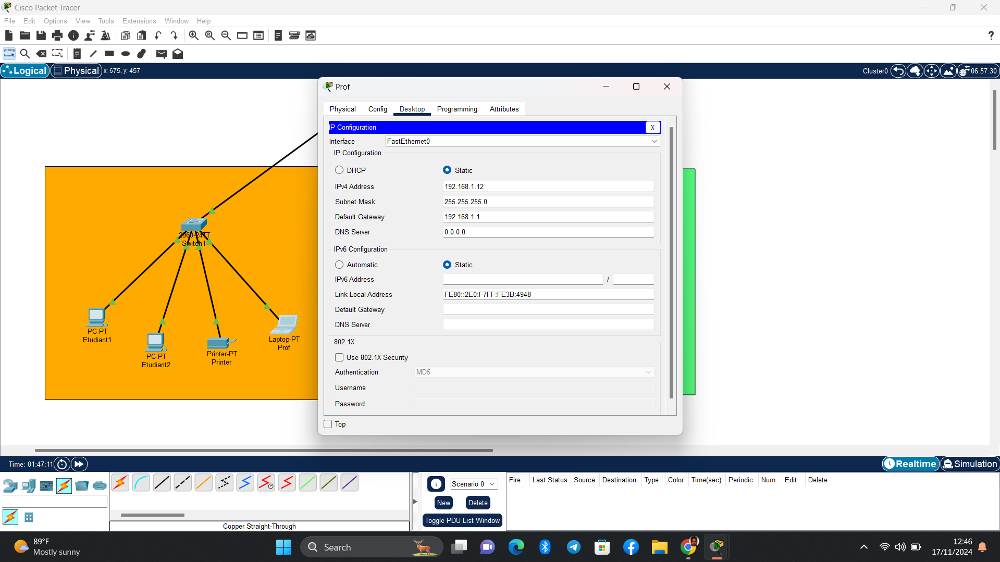 Cisco Packet Tracer
File Edit Options View Tools Extensions Window Help
?
Logical Physical x: 675, y: 457
Cluster0 06:57:30
2960-24TT
Switch1
PC-PT
Etudiant1
PC-PT
Etudiant2
Printer-PT
Printer
Laptop-PT
Prof
Prof
Physical Config Desktop Programming Attributes
IP Configuration X
Interface FastEthernet0
IP Configuration
DHCP Static
IPv4 Address 192.168.1.12
Subnet Mask 255.255.255.0
Default Gateway 192.168.1.1
DNS Server 0.0.0.0
IPv6 Configuration
Automatic Static
IPv6 Address /
Link Local Address FE80::2E0:F7FF:FE3B:4948
Default Gateway
DNS Server
802.1X
Use 802.1X Security
Authentication MD5
Username
Password
Top
Time: 01:47:11
Realtime Simulation
Copper Straight-Through
Scenario 0
New Delete
Toggle PDU List Window
Fire Last Status Source Destination Type Color Time(sec) Periodic Num Edit Delete
89°F
Mostly sunny
Search
12:46
17/11/2024